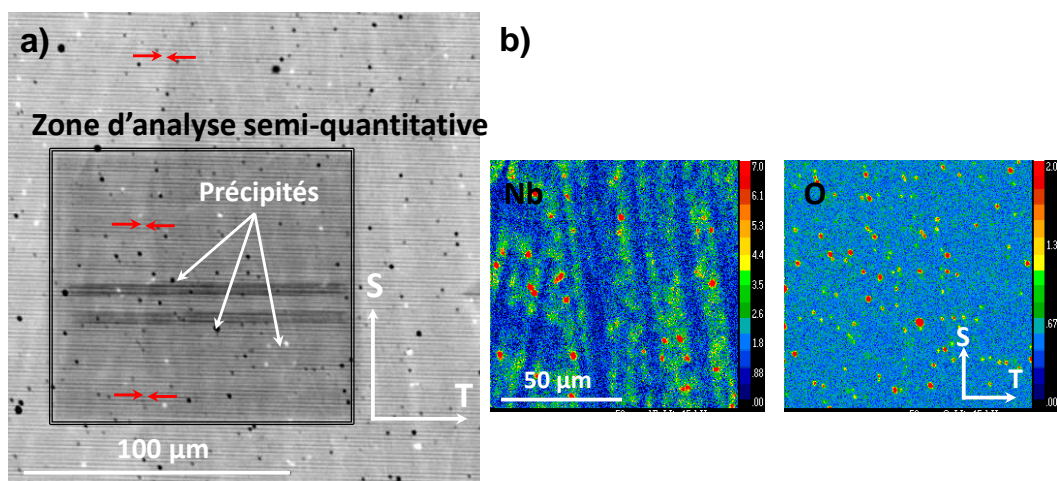 a)
Zone d'analyse semi-quantitative
Précipités
S
T
100 µm
b)
Nb
7.0
6.1
5.3
4.4
3.5
2.6
1.8
.88
.00
50 µm
O
2.0
1.3
.67
.00
S
T